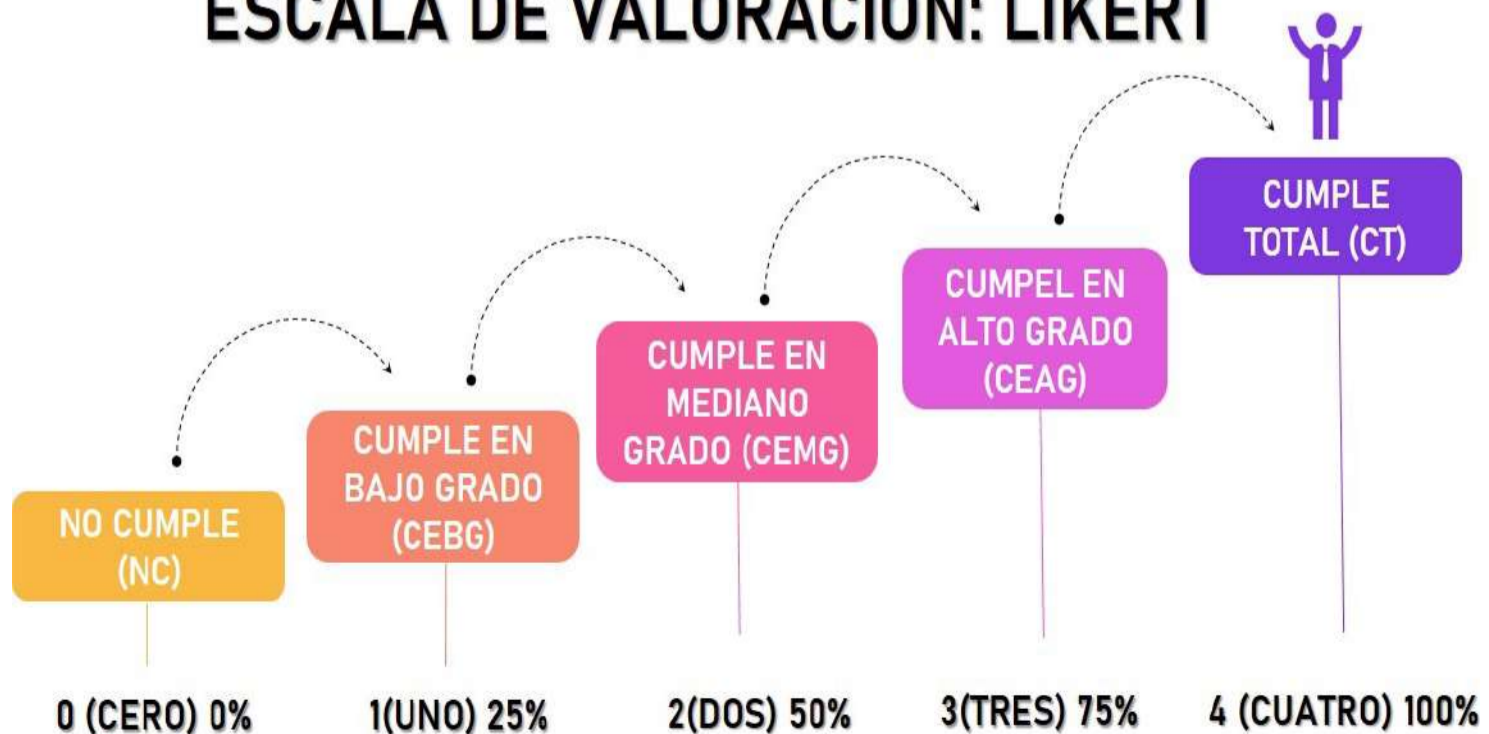 ESCALA DE VALORACIÓN: LIKERT
CUMPLE
TOTAL (CT)
CUMPEL EN
ALTO GRADO
(CEAG)
CUMPLE EN
MEDIANO
GRADO (CEMG)
CUMPLE EN
BAJO GRADO
(CEBG)
NO CUMPLE
(NC)
0 (CERO) 0%
1(UNO) 25%
2(DOS) 50%
3(TRES) 75%
4 (CUATRO) 100%